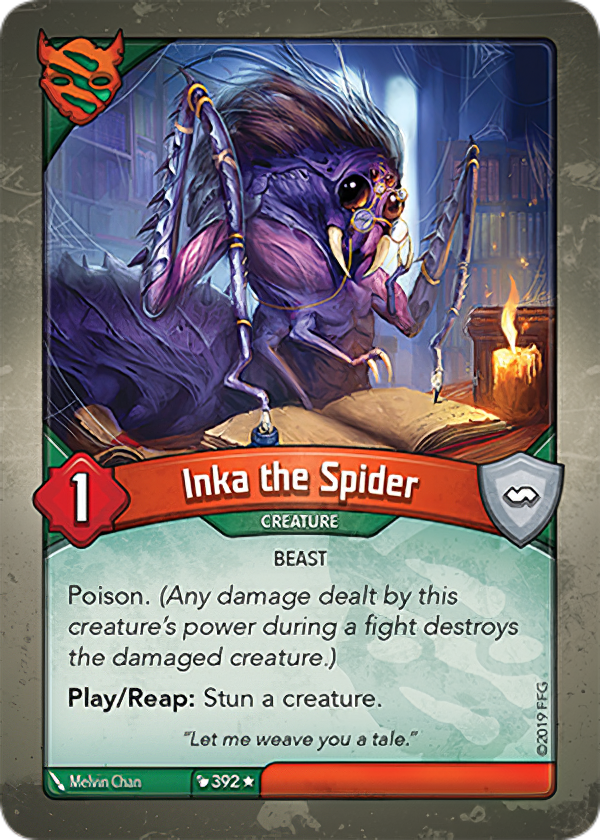 1
Inka the Spider
CREATURE
BEAST
Poison. (Any damage dealt by this
creature's power during a fight destroys
the damaged creature.)
Play/Reap: Stun a creature.
"Let me weave you a tale."
©2019 FFG
Melvin Chan
392